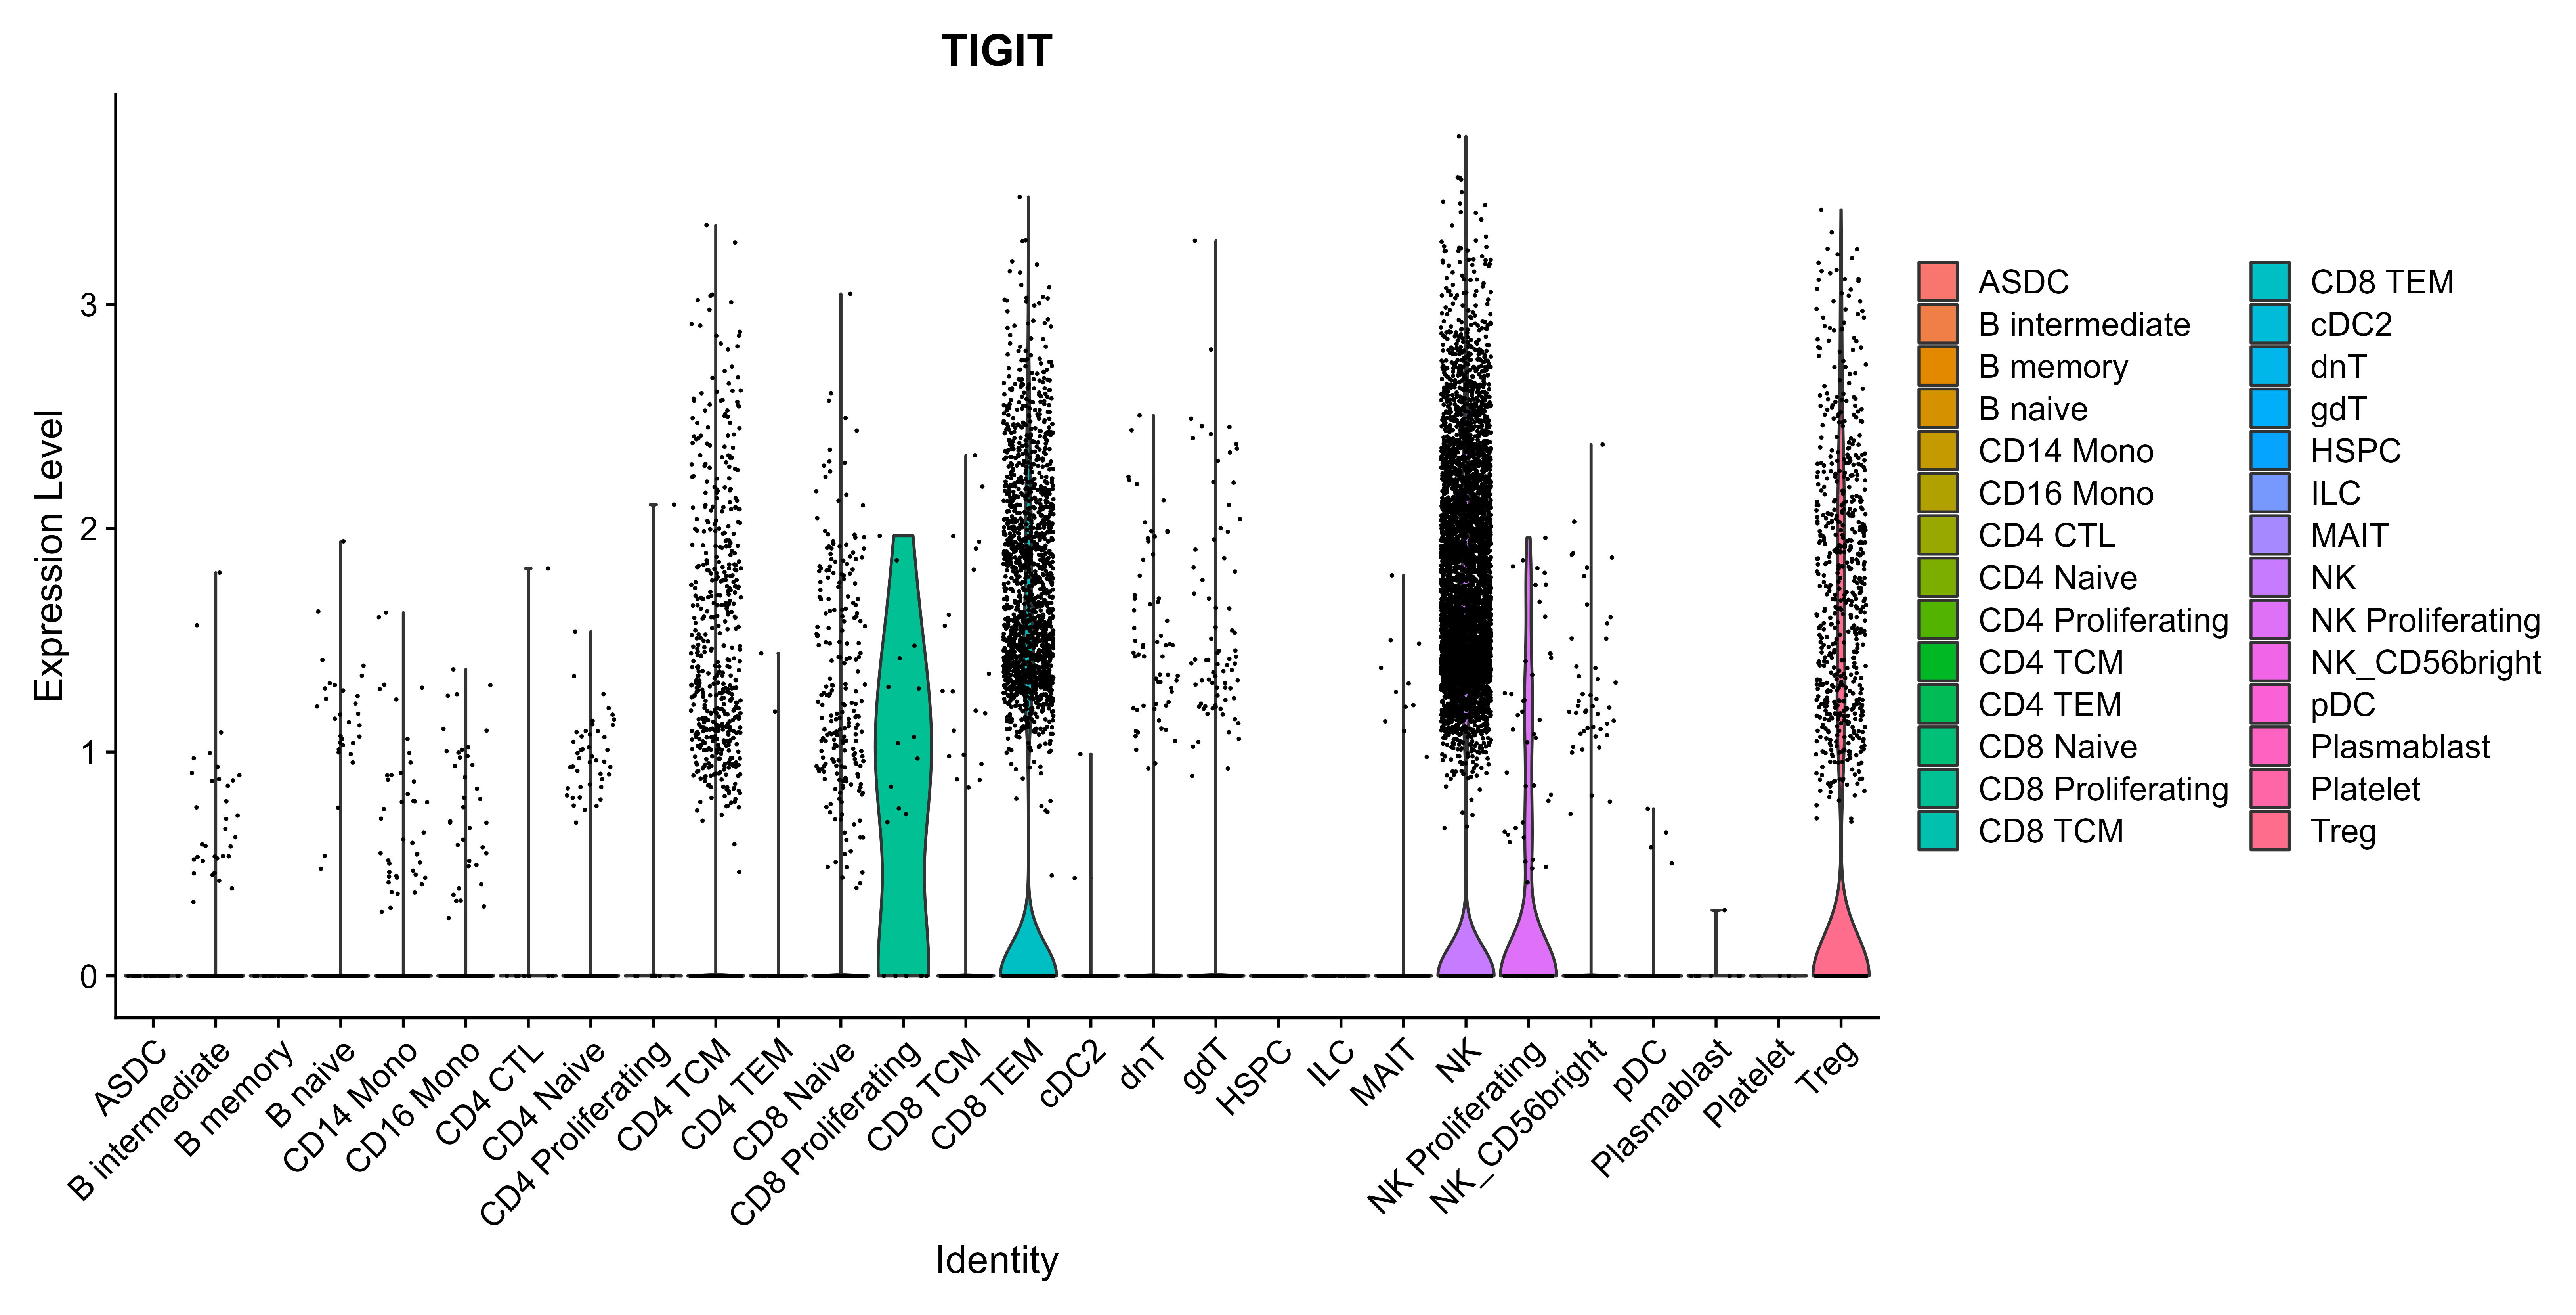 TIGIT
Expression Level
3
2
1
0
ASDC
B intermediate
B memory
B naive
CD14 Mono
CD16 Mono
CD4 CTL
CD4 Naive
CD4 Proliferating
CD4 TCM
CD4 TEM
CD8 Naive
CD8 Proliferating
CD8 TCM
CD8 TEM
cDC2
dnT
gdT
HSPC
ILC
MAIT
NK
NK Proliferating
NK_CD56bright
pDC
Plasmablast
Platelet
Treg
Identity
ASDC
B intermediate
B memory
B naive
CD14 Mono
CD16 Mono
CD4 CTL
CD4 Naive
CD4 Proliferating
CD4 TCM
CD4 TEM
CD8 Naive
CD8 Proliferating
CD8 TCM
CD8 TEM
cDC2
dnT
gdT
HSPC
ILC
MAIT
NK
NK Proliferating
NK_CD56bright
pDC
Plasmablast
Platelet
Treg